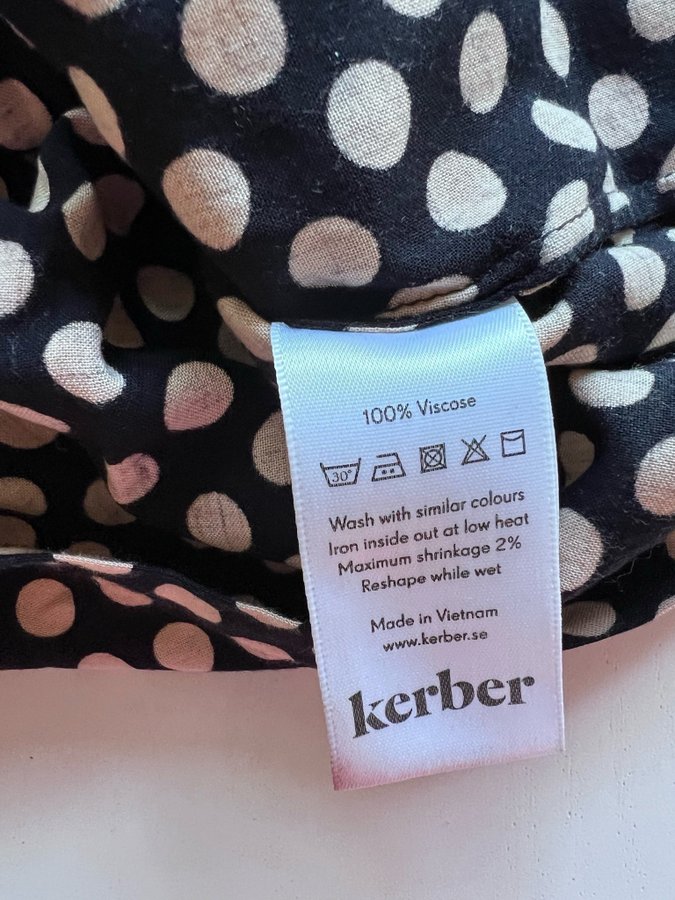 100% Viscose
30°
Wash with similar colours
Iron inside out at low heat
Maximum shrinkage 2%
Reshape while wet
Made in Vietnam
www.kerber.se
kerber